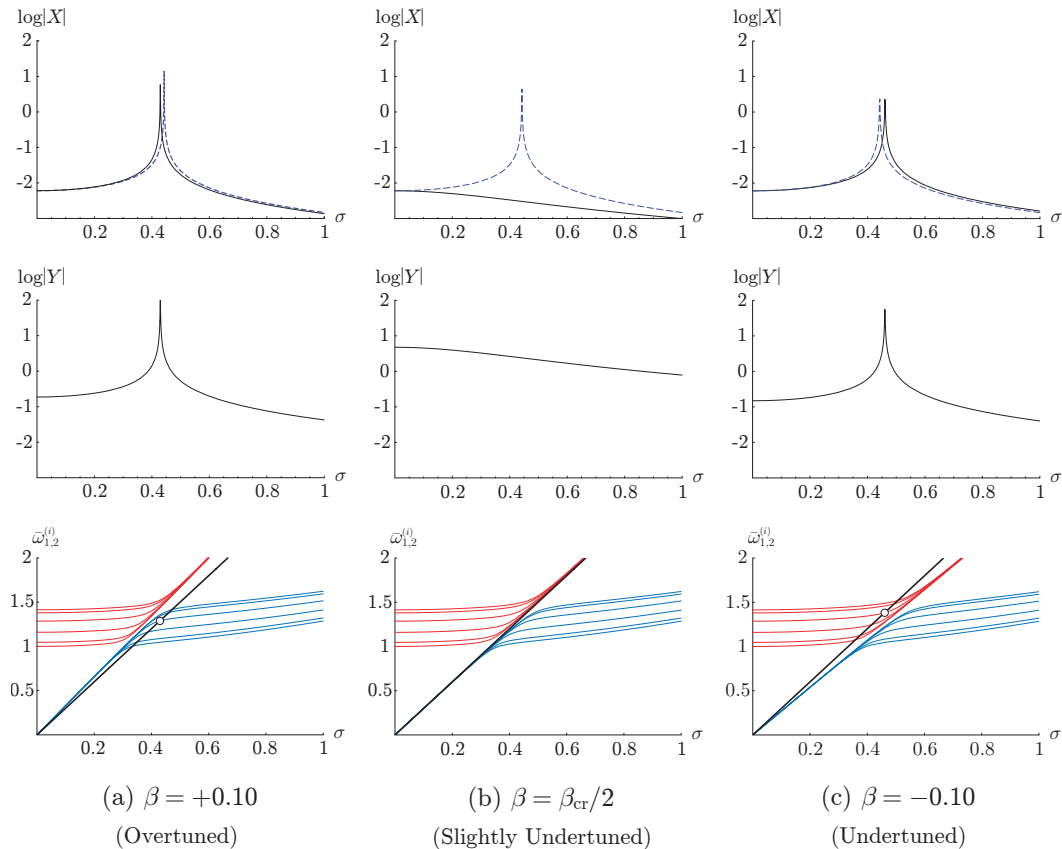 log|X|
log|X|
log|X|
2
1
0
-1
-2
0.2 0.4 0.6 0.8 1 σ
2
1
0
-1
-2
0.2 0.4 0.6 0.8 1 σ
2
1
0
-1
-2
0.2 0.4 0.6 0.8 1 σ
log|Y|
log|Y|
log|Y|
2
1
0
-1
-2
0.2 0.4 0.6 0.8 1 σ
2
1
0
-1
-2
0.2 0.4 0.6 0.8 1 σ
2
1
0
-1
-2
0.2 0.4 0.6 0.8 1 σ
ω̄₁,₂⁽ⁱ⁾
ω̄₁,₂⁽ⁱ⁾
ω̄₁,₂⁽ⁱ⁾
2
1.5
1
0.5
0.2 0.4 0.6 0.8 1 σ
2
1.5
1
0.5
0.2 0.4 0.6 0.8 1 σ
2
1.5
1
0.5
0.2 0.4 0.6 0.8 1 σ
(a) β = +0.10
(Overtuned)
(b) β = βcr/2
(Slightly Undertuned)
(c) β = −0.10
(Undertuned)